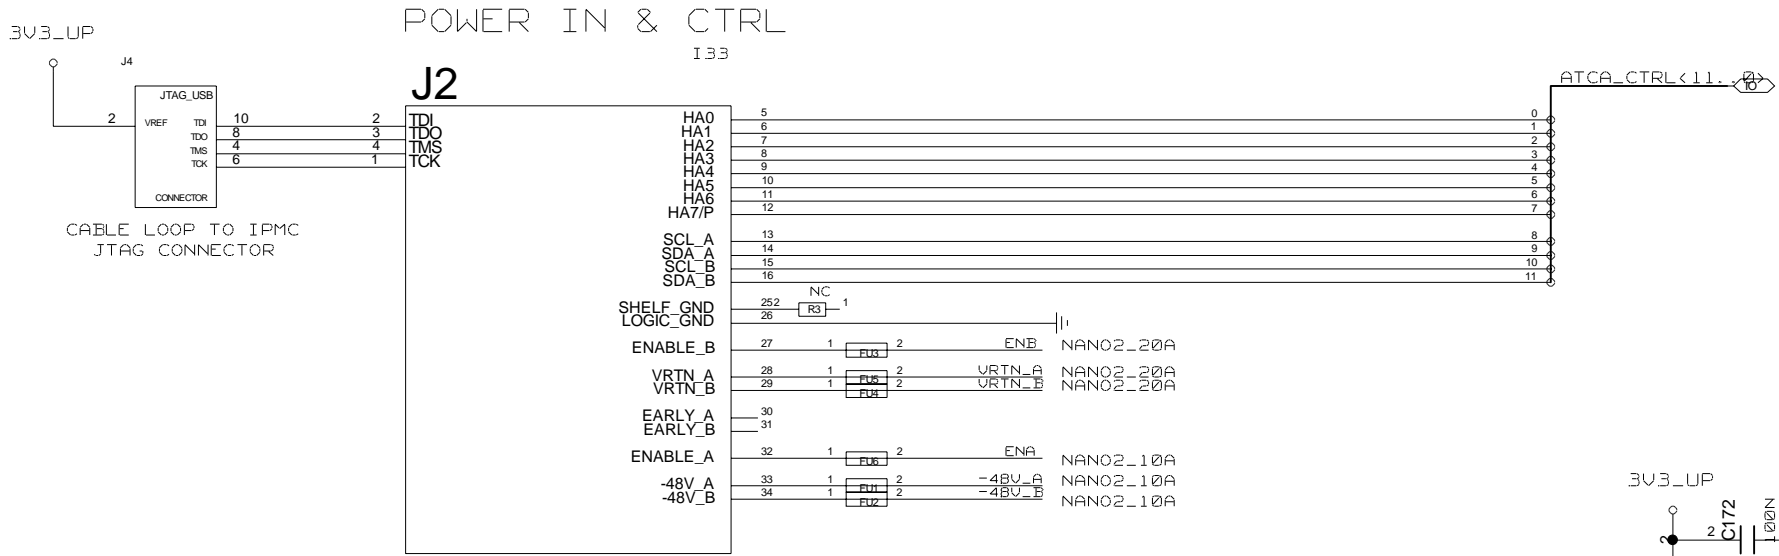 POWER IN & CTRL
I33
3V3_UP
J4
JTAG_USB
2 VREF TDI 10
TDO 8
TMS 4
TCK 6
CONNECTOR
CABLE LOOP TO IPMC
JTAG CONNECTOR
J2
2 TDI
3 TDO
4 TMS
1 TCK
ATCA_CTRL<11..0>
IO
HA0 5 0
HA1 6 1
HA2 7 2
HA3 8 3
HA4 9 4
HA5 10 5
HA6 11 6
HA7/P 12 7
SCL_A 13 8
SDA_A 14 9
SCL_B 15 10
SDA_B 16 11
NC
SHELF_GND 25 2 R3 1
LOGIC_GND 26
ENABLE_B 27 1 FU3 2 ENB NANO2_20A
VRTN_A 28 1 FU5 2 VRTN_A NANO2_20A
VRTN_B 29 1 FU4 2 VRTN_B NANO2_20A
EARLY_A 30
EARLY_B 31
ENABLE_A 32 1 FU6 2 ENA NANO2_10A
-48V_A 33 1 FU1 2 -48V_A NANO2_10A
-48V_B 34 1 FU2 2 -48V_B NANO2_10A
3V3_UP
2
2 C172
100N